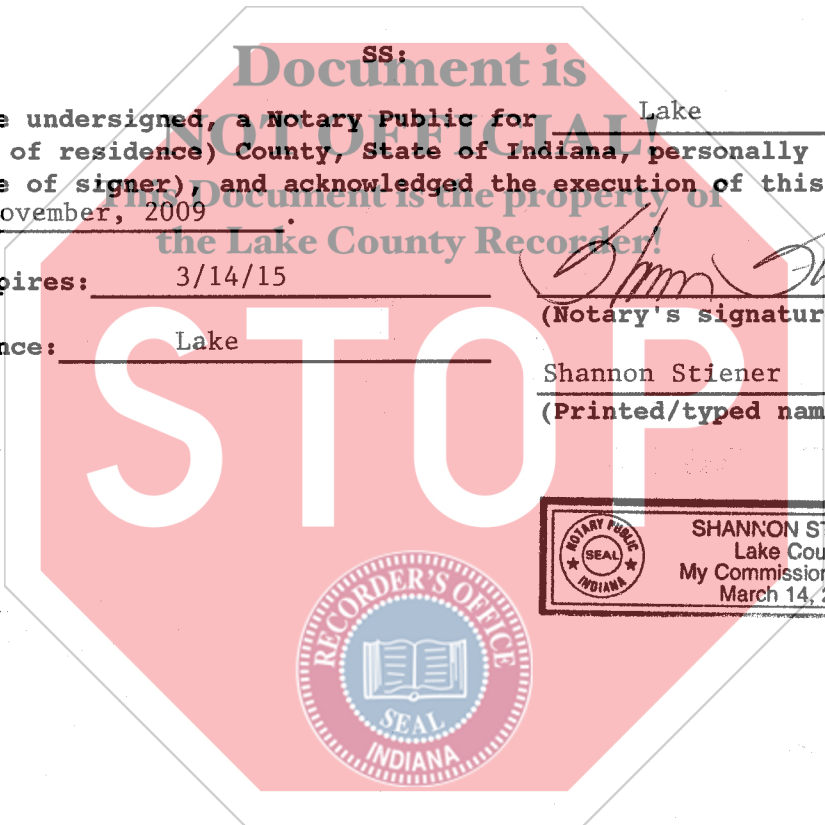 SS:
Document is
e undersigned, a Notary Public for Lake
NOT OFFICIAL!
of residence) County, State of Indiana, personally
e of signer), and acknowledged the execution of this
This Document is the property of
ovember, 2009.
the Lake County Recorder!
pires: 3/14/15
(Notary's signatur
nce: Lake
Shannon Stiener
(Printed/typed nam
STOP
NOTARY PUBLIC
SEAL
INDIANA
SHANNON ST
Lake Cou
My Commission
March 14, 2
RECORDER'S OFFICE
SEAL
INDIANA